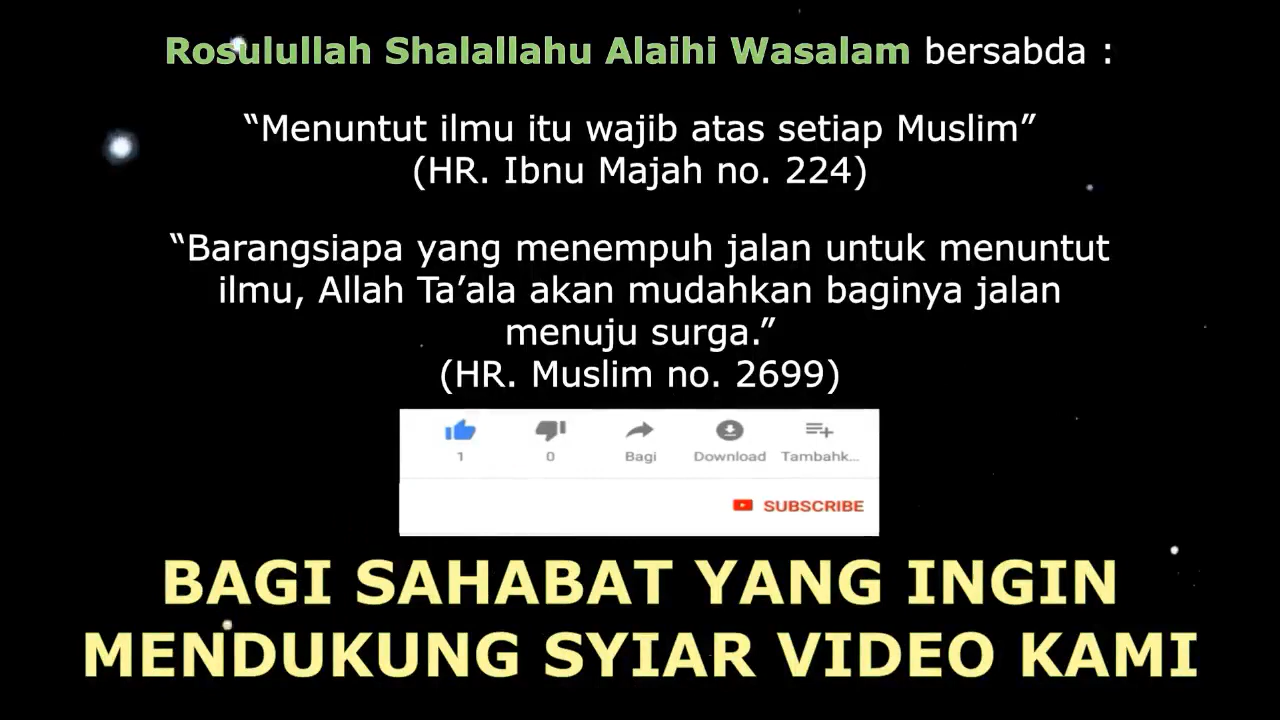 Rosulullah Shalallahu Alaihi Wasalam bersabda :
“Menuntut ilmu itu wajib atas setiap Muslim”
(HR. Ibnu Majah no. 224)
“Barangsiapa yang menempuh jalan untuk menuntut
ilmu, Allah Ta’ala akan mudahkan baginya jalan
menuju surga.”
(HR. Muslim no. 2699)
1 0 Bagi Download Tambahk...
SUBSCRIBE
BAGI SAHABAT YANG INGIN
MENDUKUNG SYIAR VIDEO KAMI